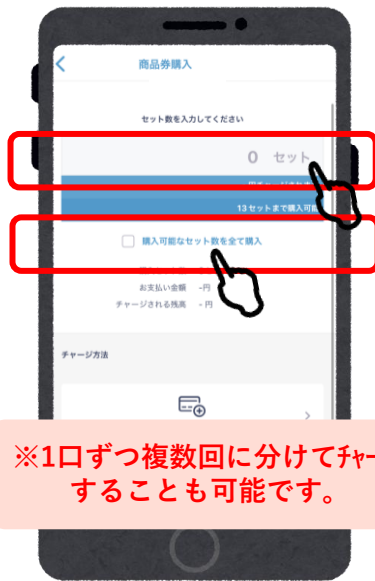 商品券購入
セット数を入力してください
0 セット
13セットまで購入可能
購入可能なセット数を全て購入
お支払い金額 -円
チャージされる残高 -円
チャージ方法
※1口ずつ複数回に分けてﾁｬｰ
することも可能です。